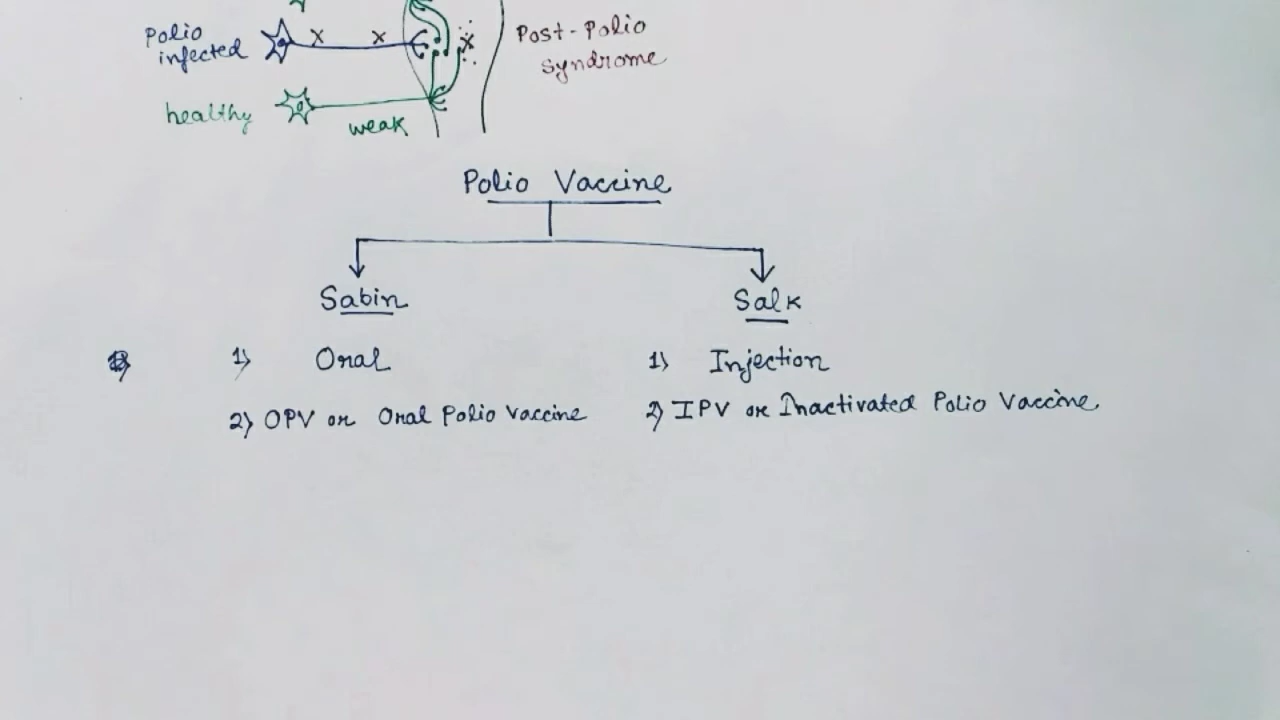 Polio
infected
Post-Polio
syndrome
healthy
weak
Polio Vaccine
Sabin
Salk
1) Oral
1) Injection
2) OPV or Oral Polio Vaccine
2) IPV or Inactivated Polio Vaccine